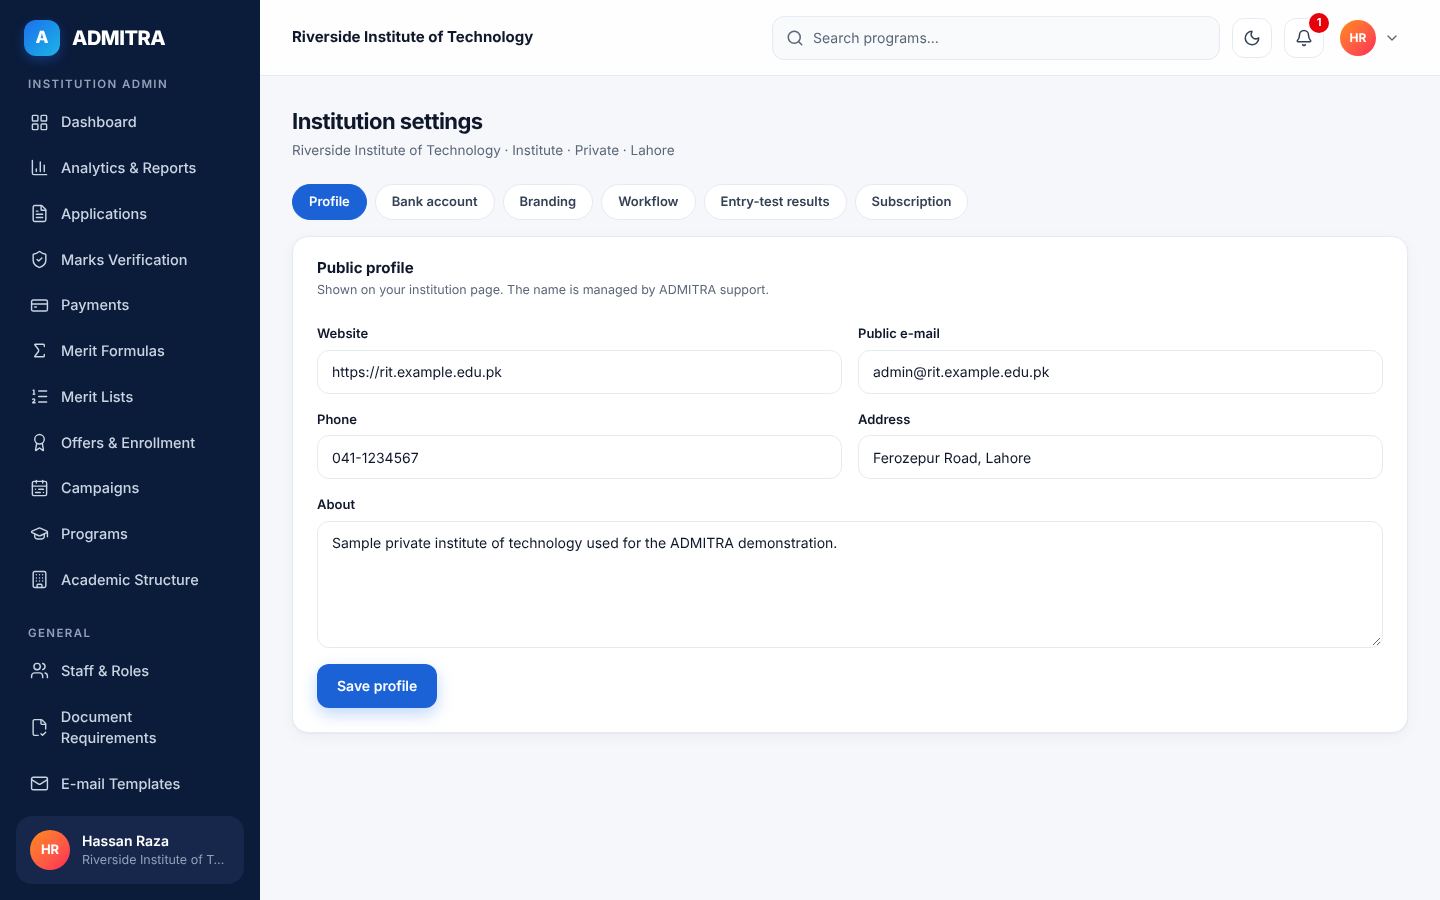 A ADMITRA
INSTITUTION ADMIN
Dashboard
Analytics & Reports
Applications
Marks Verification
Payments
Merit Formulas
Merit Lists
Offers & Enrollment
Campaigns
Programs
Academic Structure
GENERAL
Staff & Roles
Document
Requirements
E-mail Templates
HR
Hassan Raza
Riverside Institute of T...
Riverside Institute of Technology
Search programs...
1
HR
Institution settings
Riverside Institute of Technology · Institute · Private · Lahore
Profile Bank account Branding Workflow Entry-test results Subscription
Public profile
Shown on your institution page. The name is managed by ADMITRA support.
Website
https://rit.example.edu.pk
Public e-mail
admin@rit.example.edu.pk
Phone
041-1234567
Address
Ferozepur Road, Lahore
About
Sample private institute of technology used for the ADMITRA demonstration.
Save profile